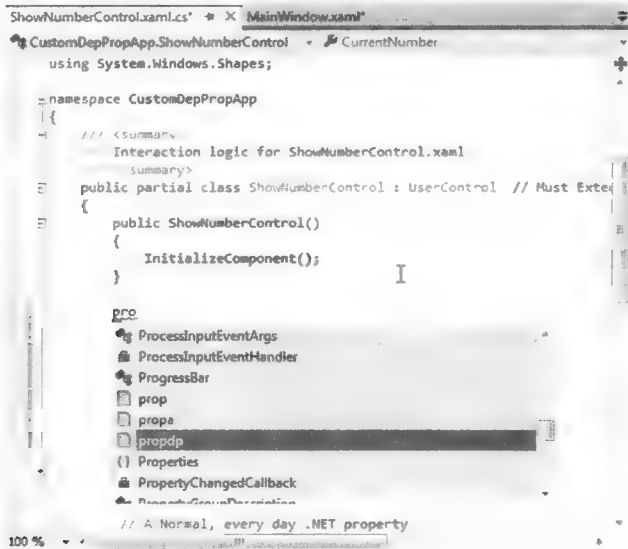 ShowNumberControl.xaml.cs* MainWindow.xaml*
CustomDepPropApp.ShowNumberControl CurrentNumber
using System.Windows.Shapes;
namespace CustomDepPropApp
{
/// <summary
Interaction logic for ShowNumberControl.xaml
summary>
public partial class ShowNumberControl : UserControl // Must Exte
{
public ShowNumberControl()
{
InitializeComponent();
}
pro
ProcessInputEventArgs
ProcessInputEventHandler
ProgressBar
prop
propa
propdp
{} Properties
PropertyChangedCallback
PropertyGroupDescription
// A Normal, every day .NET property
100 %